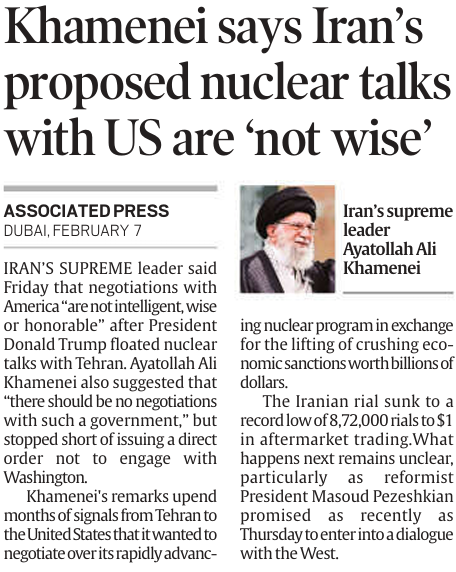 Khamenei says Iran’s
proposed nuclear talks
with US are ‘not wise’
ASSOCIATED PRESS
DUBAI, FEBRUARY 7
IRAN’S SUPREME leader said
Friday that negotiations with
America “are not intelligent, wise
or honorable” after President
Donald Trump floated nuclear
talks with Tehran. Ayatollah Ali
Khamenei also suggested that
“there should be no negotiations
with such a government,” but
stopped short of issuing a direct
order not to engage with
Washington.
Khamenei's remarks upend
months of signals from Tehran to
the United States that it wanted to
negotiate over its rapidly advanc-
Iran’s supreme
leader
Ayatollah Ali
Khamenei
ing nuclear program in exchange
for the lifting of crushing eco-
nomic sanctions worth billions of
dollars.
The Iranian rial sunk to a
record low of 8,72,000 rials to $1
in aftermarket trading.What
happens next remains unclear,
particularly as reformist
President Masoud Pezeshkian
promised as recently as
Thursday to enter into a dialogue
with the West.